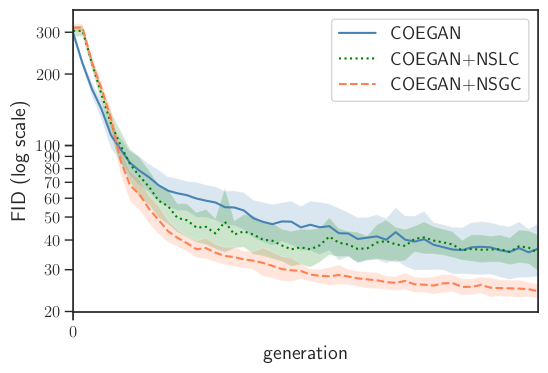 COEGAN
COEGAN+NSLC
COEGAN+NSGC
FID (log scale)
300
200
100
90
80
70
60
50
40
30
20
0
generation